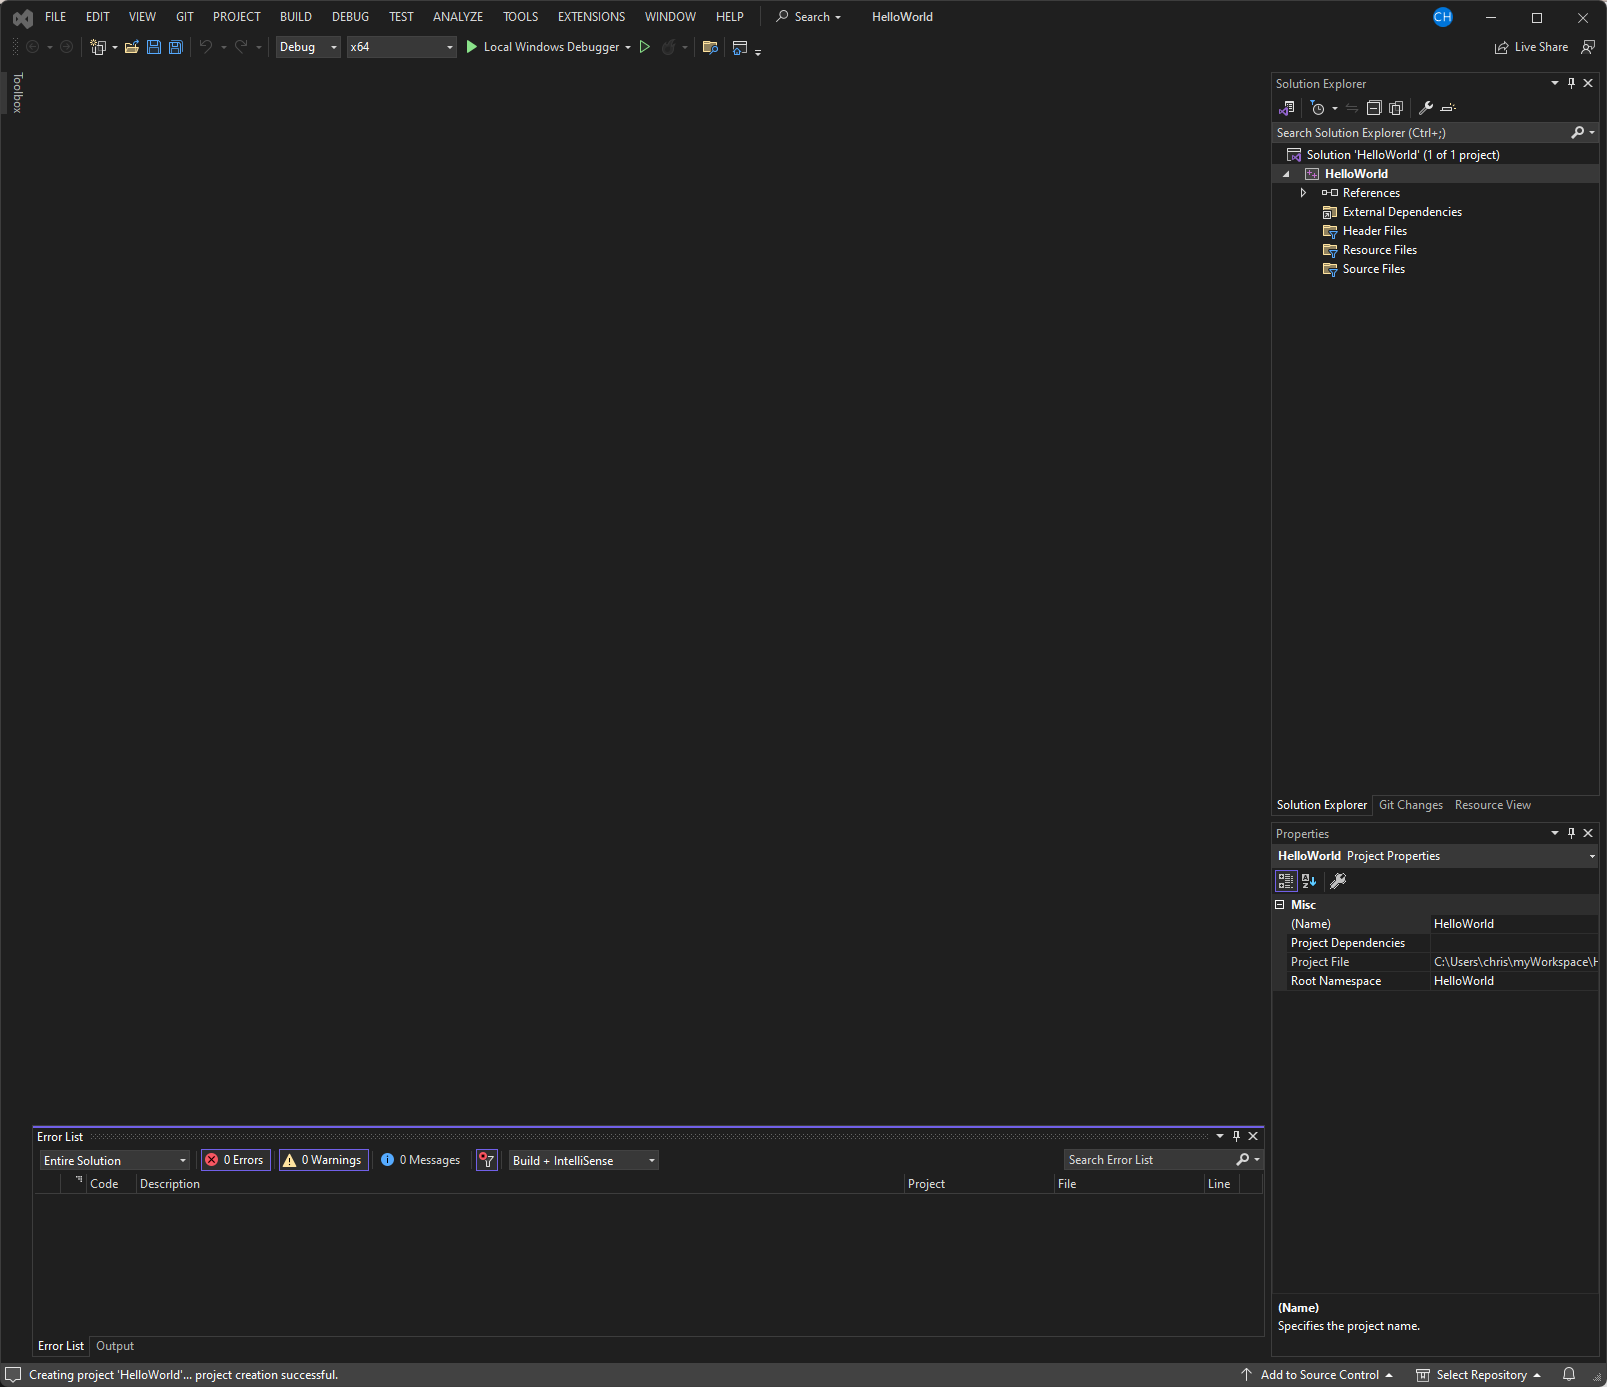 FILE EDIT VIEW GIT PROJECT BUILD DEBUG TEST ANALYZE TOOLS EXTENSIONS WINDOW HELP Search HelloWorld CH
Debug x64 Local Windows Debugger Live Share
Toolbox
Solution Explorer
Search Solution Explorer (Ctrl+;)
Solution 'HelloWorld' (1 of 1 project)
HelloWorld
References
External Dependencies
Header Files
Resource Files
Source Files
Solution Explorer Git Changes Resource View
Properties
HelloWorld Project Properties
Misc
(Name) HelloWorld
Project Dependencies
Project File C:\Users\chris\myWorkspace\H
Root Namespace HelloWorld
(Name)
Specifies the project name.
Error List
Entire Solution 0 Errors 0 Warnings 0 Messages Build + IntelliSense Search Error List
Code Description Project File Line
Error List Output
Creating project 'HelloWorld'... project creation successful. Add to Source Control Select Repository